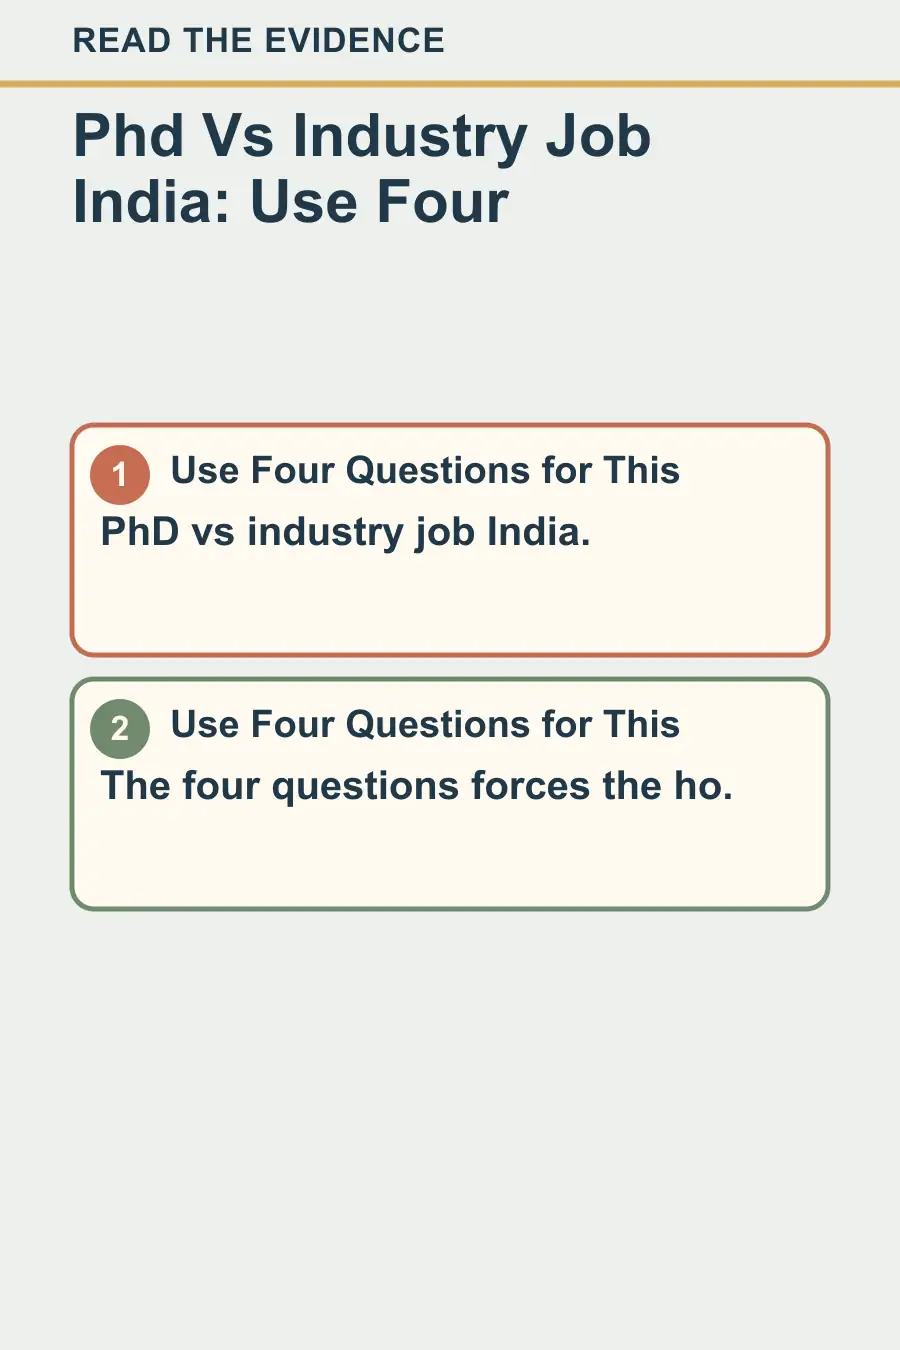 READ THE EVIDENCE
Phd Vs Industry Job
India: Use Four
1 Use Four Questions for This
PhD vs industry job India.
2 Use Four Questions for This
The four questions forces the ho.